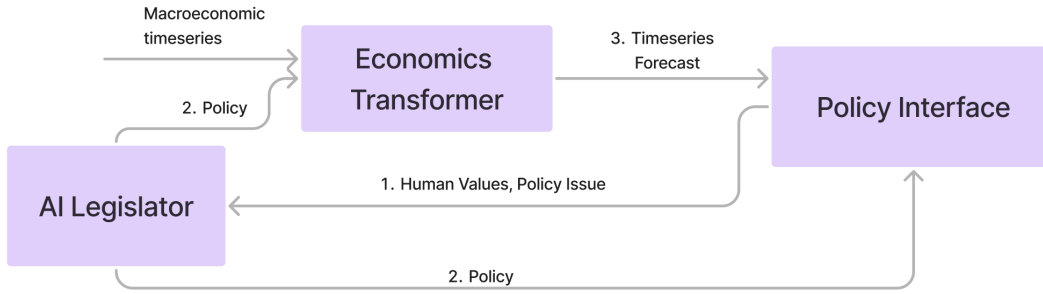 Macroeconomic
timeseries
Economics
Transformer
3. Timeseries
Forecast
Policy Interface
2. Policy
1. Human Values, Policy Issue
AI Legislator
2. Policy